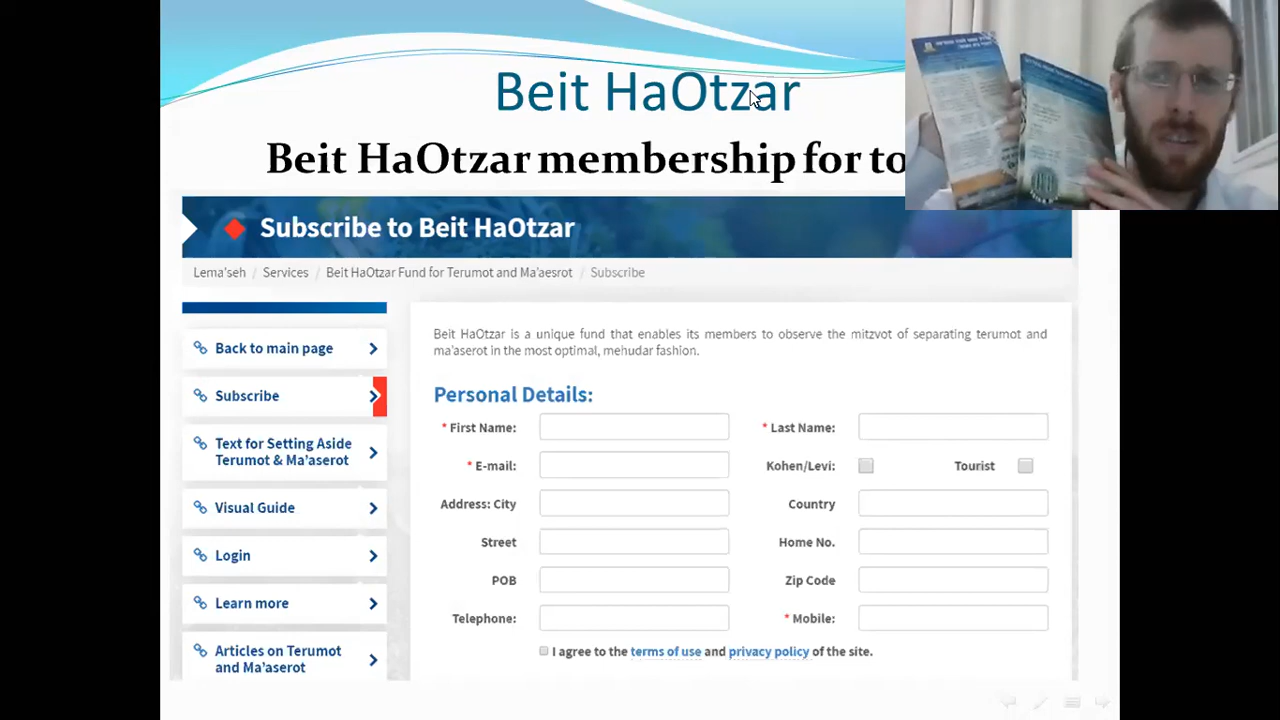 Beit HaOtzar
Beit HaOtzar membership for to
Subscribe to Beit HaOtzar
Lema'seh / Services / Beit HaOtzar Fund for Terumot and Ma'aesrot / Subscribe
Back to main page
Subscribe
Text for Setting Aside
Terumot & Ma'aserot
Visual Guide
Login
Learn more
Articles on Terumot
and Ma'aserot
Beit HaOtzar is a unique fund that enables its members to observe the mitzvot of separating terumot and
ma'aserot in the most optimal, mehudar fashion.
Personal Details:
* First Name: * Last Name:
* E-mail: Kohen/Levi: Tourist
Address: City Country
Street Home No.
POB Zip Code
Telephone: * Mobile:
I agree to the terms of use and privacy policy of the site.